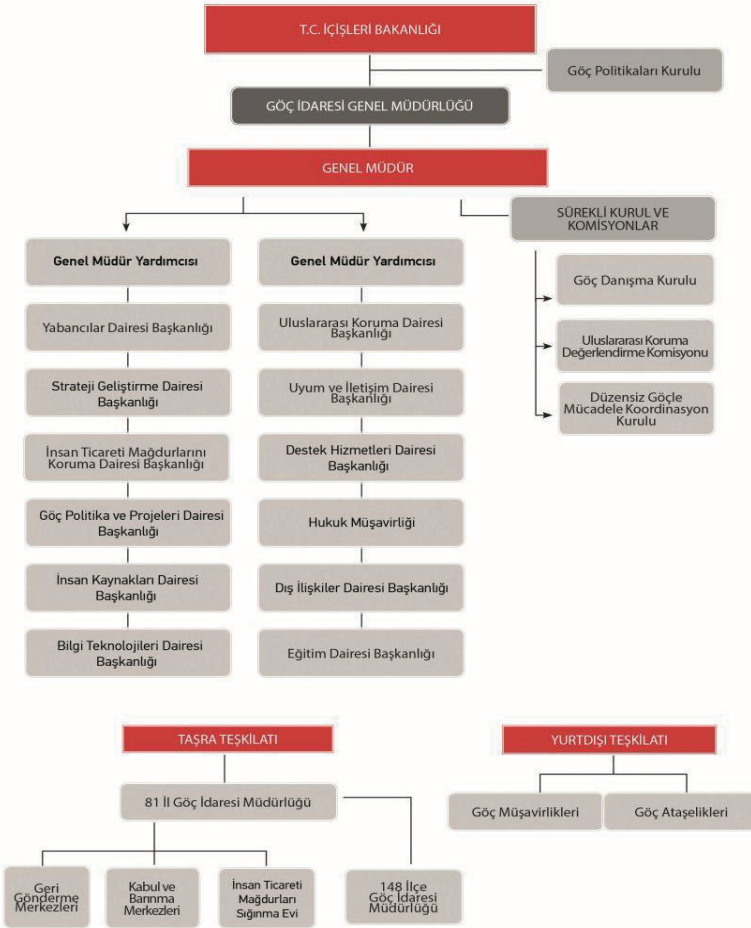 T.C. İÇİŞLERİ BAKANLIĞI
Göç Politikaları Kurulu
GÖÇ İDARESİ GENEL MÜDÜRLÜĞÜ
GENEL MÜDÜR
SÜREKLİ KURUL VE
KOMİSYONLAR
Genel Müdür Yardımcısı
Yabancılar Dairesi Başkanlığı
Strateji Geliştirme Dairesi
Başkanlığı
İnsan Ticareti Mağdurlarını
Koruma Dairesi Başkanlığı
Göç Politika ve Projeleri Dairesi
Başkanlığı
İnsan Kaynakları Dairesi
Başkanlığı
Bilgi Teknolojileri Dairesi
Başkanlığı
Genel Müdür Yardımcısı
Uluslararası Koruma Dairesi
Başkanlığı
Uyum ve İletişim Dairesi
Başkanlığı
Destek Hizmetleri Dairesi
Başkanlığı
Hukuk Müşavirliği
Dış İlişkiler Dairesi Başkanlığı
Eğitim Dairesi Başkanlığı
Göç Danışma Kurulu
Uluslararası Koruma
Değerlendirme Komisyonu
Düzensiz Göçle
Mücadele Koordinasyon
Kurulu
TAŞRA TEŞKİLATI
81 İl Göç İdaresi Müdürlüğü
Geri
Gönderme
Merkezleri
Kabul ve
Barınma
Merkezleri
İnsan Ticareti
Mağdurları
Sığınma Evi
148 İlçe
Göç İdaresi
Müdürlüğü
YURTDIŞI TEŞKİLATI
Göç Müşavirlikleri
Göç Ataşelikleri